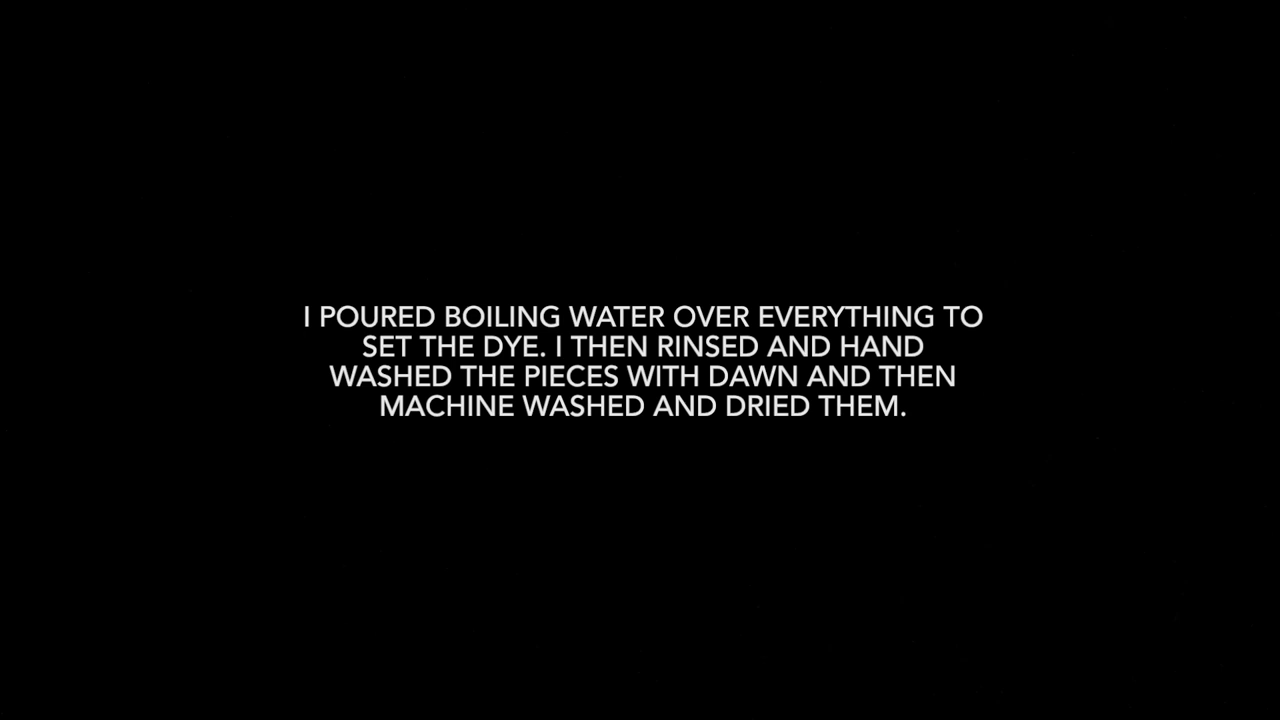 I POURED BOILING WATER OVER EVERYTHING TO
SET THE DYE. I THEN RINSED AND HAND
WASHED THE PIECES WITH DAWN AND THEN
MACHINE WASHED AND DRIED THEM.